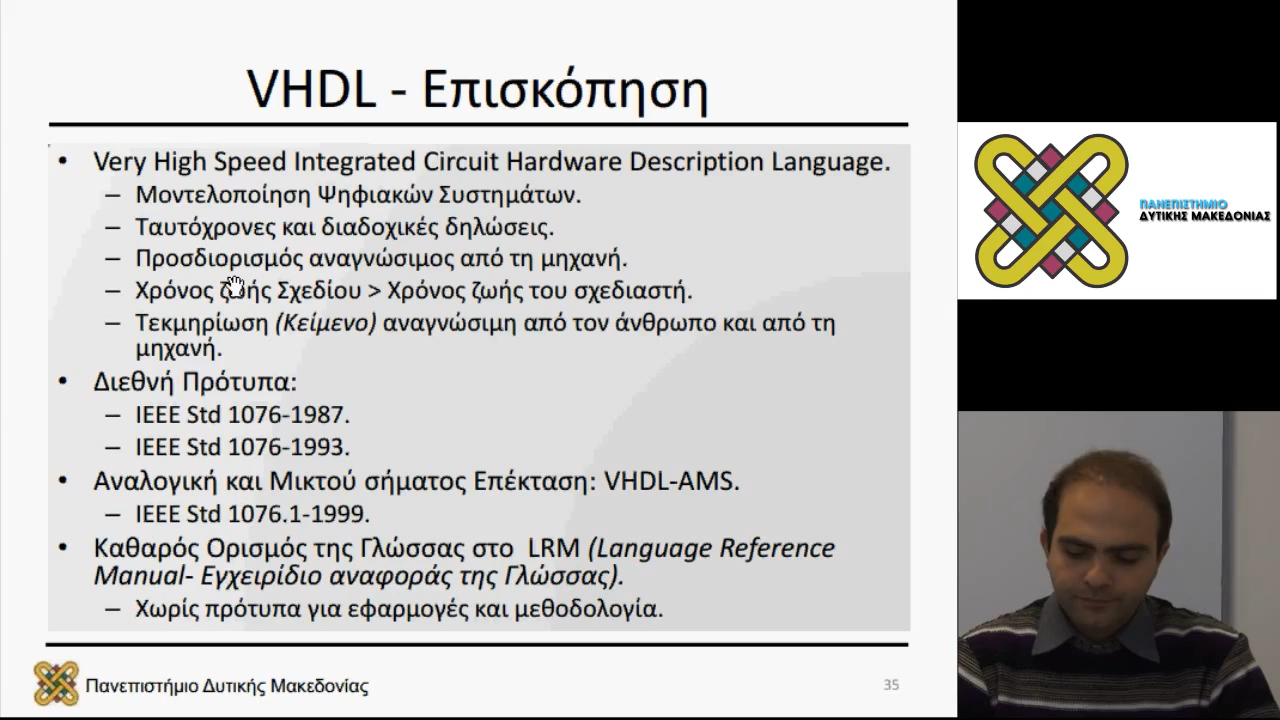 VHDL - Επισκόπηση
• Very High Speed Integrated Circuit Hardware Description Language.
– Μοντελοποίηση Ψηφιακών Συστημάτων.
– Ταυτόχρονες και διαδοχικές δηλώσεις.
– Προσδιορισμός αναγνώσιμος από τη μηχανή.
– Χρόνος ζωής Σχεδίου > Χρόνος ζωής του σχεδιαστή.
– Τεκμηρίωση (Κείμενο) αναγνώσιμη από τον άνθρωπο και από τη
μηχανή.
• Διεθνή Πρότυπα:
– IEEE Std 1076-1987.
– IEEE Std 1076-1993.
• Αναλογική και Μικτού σήματος Επέκταση: VHDL-AMS.
– IEEE Std 1076.1-1999.
• Καθαρός Ορισμός της Γλώσσας στο LRM (Language Reference
Manual- Εγχειρίδιο αναφοράς της Γλώσσας).
– Χωρίς πρότυπα για εφαρμογές και μεθοδολογία.
Πανεπιστήμιο Δυτικής Μακεδονίας
35
ΠΑΝΕΠΙΣΤΗΜΙΟ
ΔΥΤΙΚΗΣ ΜΑΚΕΔΟΝΙΑΣ